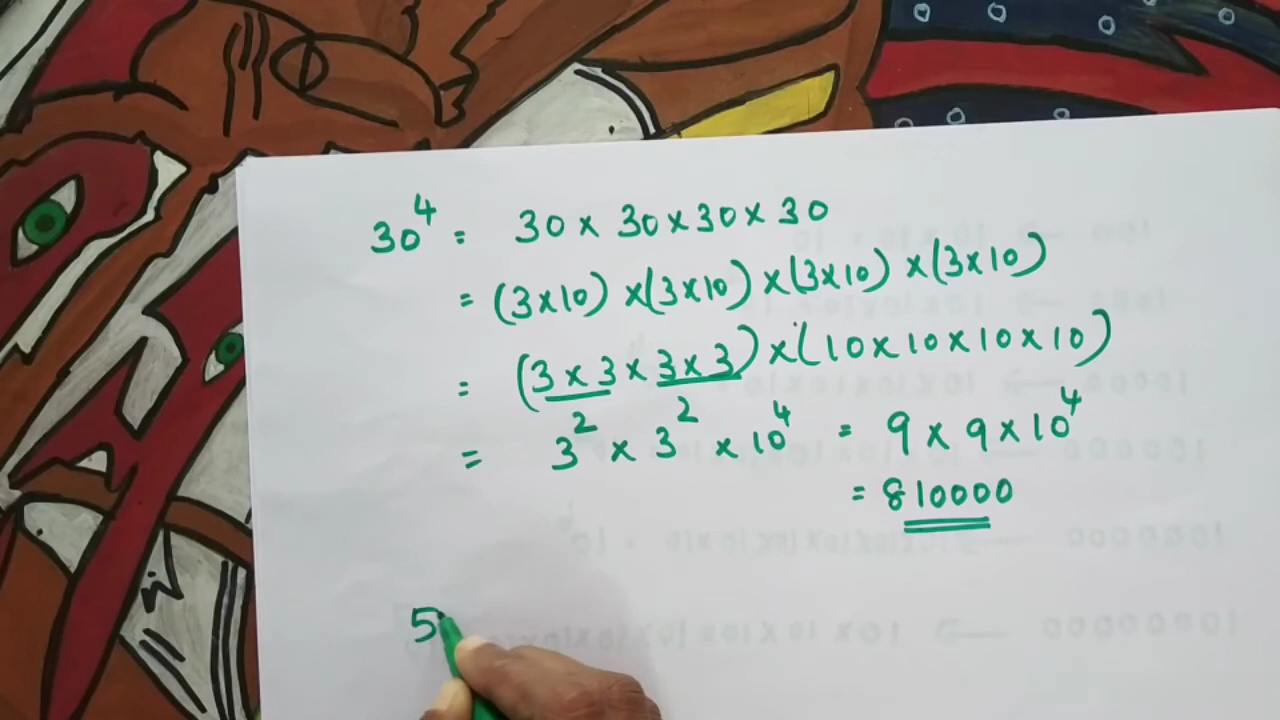 30⁴ = 30 × 30 × 30 × 30
= (3×10) ×(3×10) ×(3×10) ×(3×10)
= (3 × 3 × 3 × 3) × (10 × 10 × 10 × 10)
= 3² × 3² × 10⁴ = 9 × 9 × 10⁴
= 810000
5